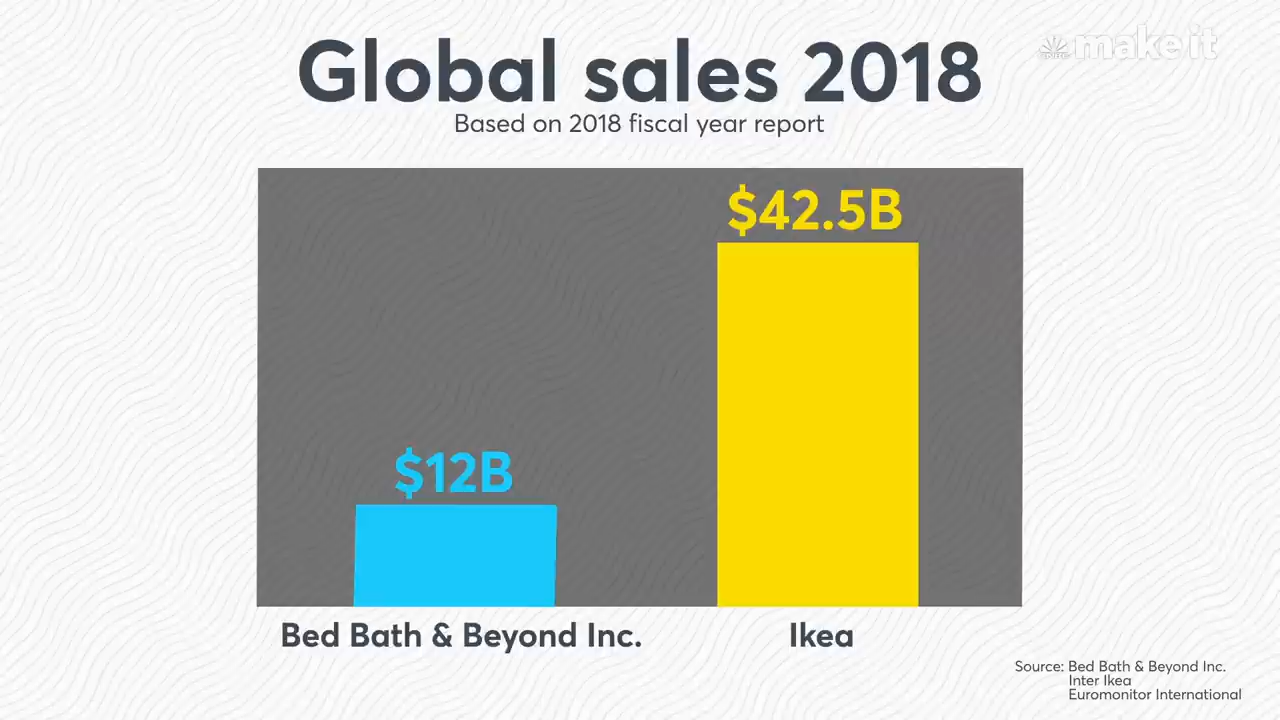 make it
Global sales 2018
Based on 2018 fiscal year report
$42.5B
$12B
Bed Bath & Beyond Inc.
Ikea
Source: Bed Bath & Beyond Inc.
Inter Ikea
Euromonitor International